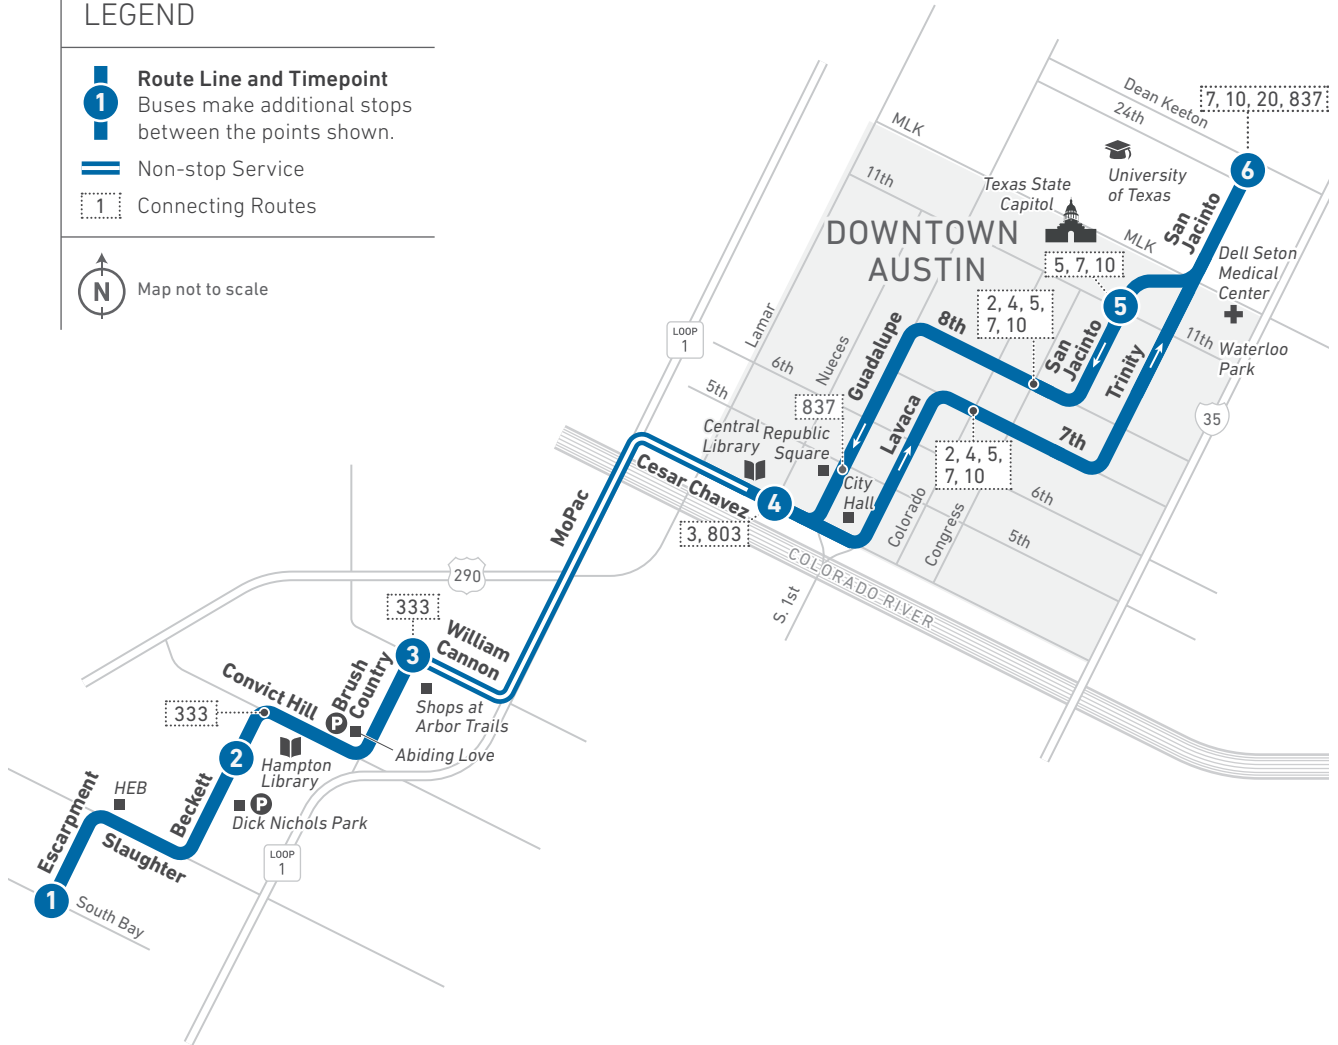 LEGEND
1
Route Line and Timepoint
Buses make additional stops
between the points shown.
Non-stop Service
1
Connecting Routes
N
Map not to scale
Dean Keeton
24th
7, 10, 20, 837
6
MLK
11th
University
of Texas
Texas State
Capitol
San
Jacinto
MLK
DOWNTOWN
AUSTIN
5, 7, 10
5
Dell Seton
Medical
Center
11th
Waterloo
Park
2, 4, 5,
7, 10
8th
San
Jacinto
Trinity
LOOP
1
Lamar
6th
5th
Nueces
Guadalupe
837
Lavaca
7th
35
Central
Library
Republic
Square
2, 4, 5,
7, 10
6th
5th
City
Hall
Colorado
Congress
Cesar Chavez
4
3, 803
COLORADO RIVER
S. 1st
MoPac
290
333
3
William
Cannon
Brush
Country
Shops at
Arbor Trails
P
Abiding Love
Convict Hill
333
2
Hampton
Library
HEB
Beckett
P
Dick Nichols Park
Escarpment
Slaughter
LOOP
1
1
South Bay